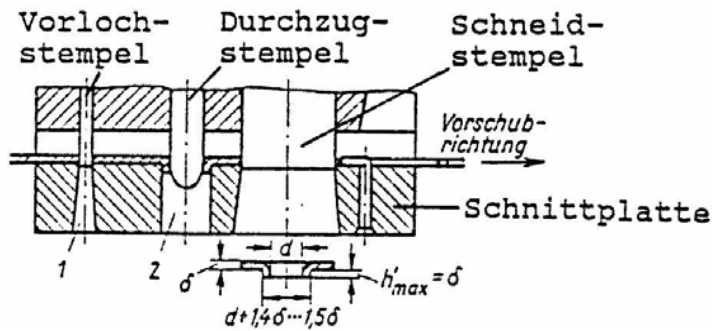 Vorloch-
stempel
Durchzug-
stempel
Schneid-
stempel
Vorschub-
richtung
Schnittplatte
1
2
d
δ
h'max = δ
d+1,4δ···1,5δ